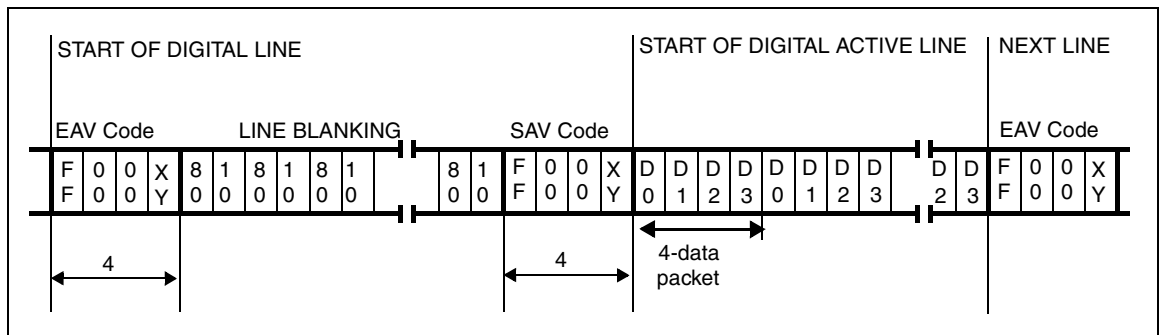 START OF DIGITAL LINE
START OF DIGITAL ACTIVE LINE
NEXT LINE
EAV Code
LINE BLANKING
SAV Code
EAV Code
F 0 0 X 8 1 8 1 8 1 8 1 F 0 0 X D D D D D D D D D D F 0 0 X
F 0 0 Y 0 0 0 0 0 0 0 0 F 0 0 Y 0 1 2 3 0 1 2 3 2 3 F 0 0 Y
4
4
4-data
packet